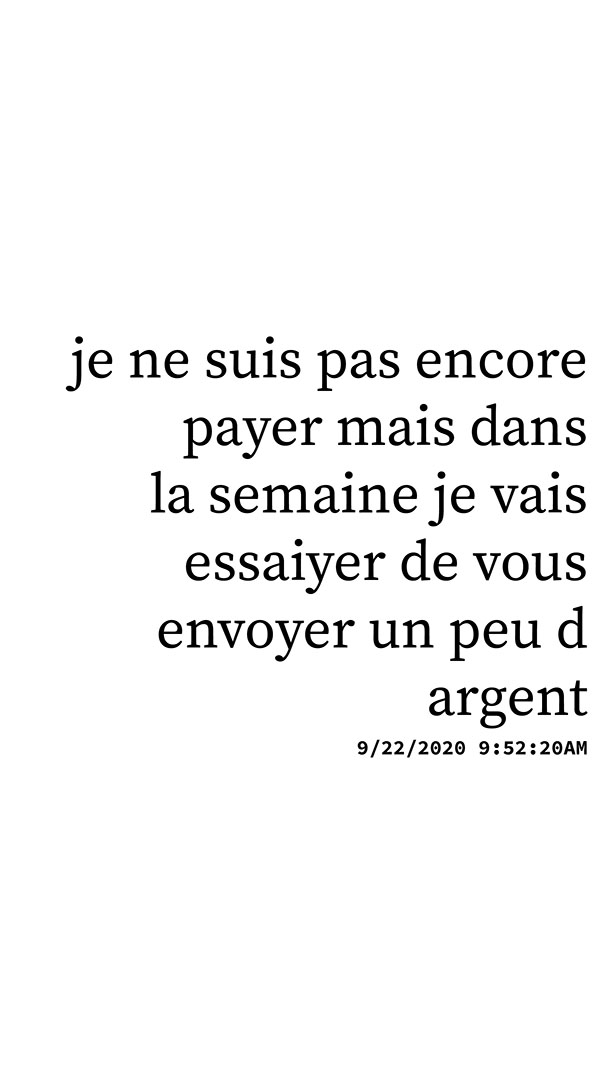 je ne suis pas encore
payer mais dans
la semaine je vais
essaiyer de vous
envoyer un peu d
argent
9/22/2020 9:52:20AM